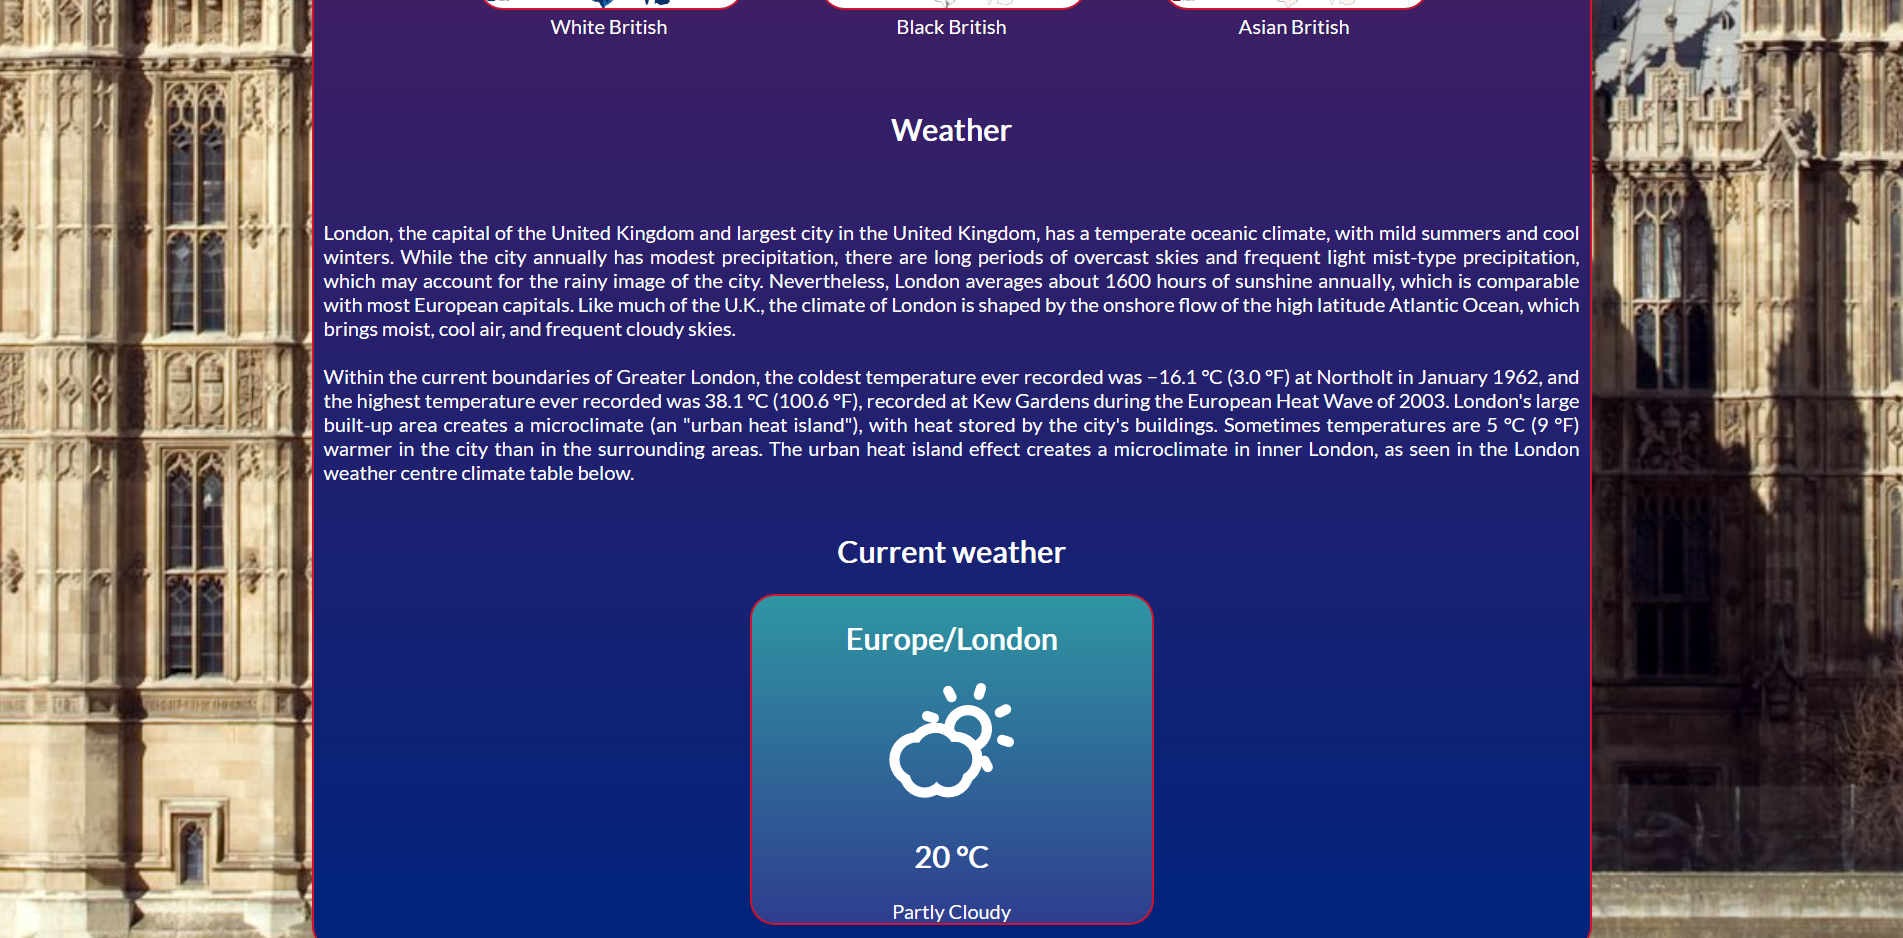 White British
Black British
Asian British
Weather
London, the capital of the United Kingdom and largest city in the United Kingdom, has a temperate oceanic climate, with mild summers and cool
winters. While the city annually has modest precipitation, there are long periods of overcast skies and frequent light mist-type precipitation,
which may account for the rainy image of the city. Nevertheless, London averages about 1600 hours of sunshine annually, which is comparable
with most European capitals. Like much of the U.K., the climate of London is shaped by the onshore flow of the high latitude Atlantic Ocean, which
brings moist, cool air, and frequent cloudy skies.
Within the current boundaries of Greater London, the coldest temperature ever recorded was −16.1 °C (3.0 °F) at Northolt in January 1962, and
the highest temperature ever recorded was 38.1 °C (100.6 °F), recorded at Kew Gardens during the European Heat Wave of 2003. London's large
built-up area creates a microclimate (an "urban heat island"), with heat stored by the city's buildings. Sometimes temperatures are 5 °C (9 °F)
warmer in the city than in the surrounding areas. The urban heat island effect creates a microclimate in inner London, as seen in the London
weather centre climate table below.
Current weather
Europe/London
20 °C
Partly Cloudy